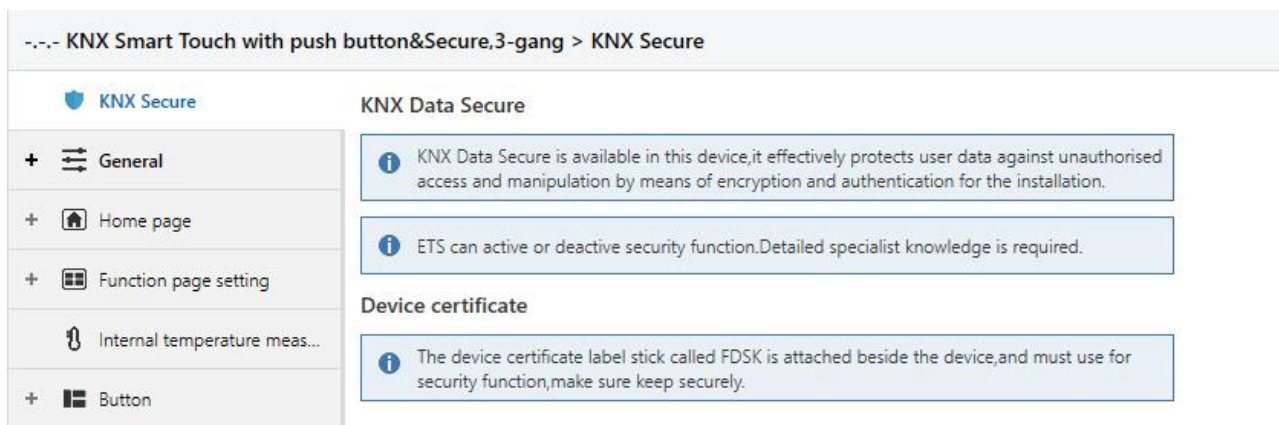 -.-.- KNX Smart Touch with push button&Secure,3-gang > KNX Secure
KNX Secure
+ General
+ Home page
+ Function page setting
Internal temperature meas...
+ Button
KNX Data Secure
KNX Data Secure is available in this device,it effectively protects user data against unauthorised
access and manipulation by means of encryption and authentication for the installation.
ETS can active or deactive security function.Detailed specialist knowledge is required.
Device certificate
The device certificate label stick called FDSK is attached beside the device,and must use for
security function,make sure keep securely.